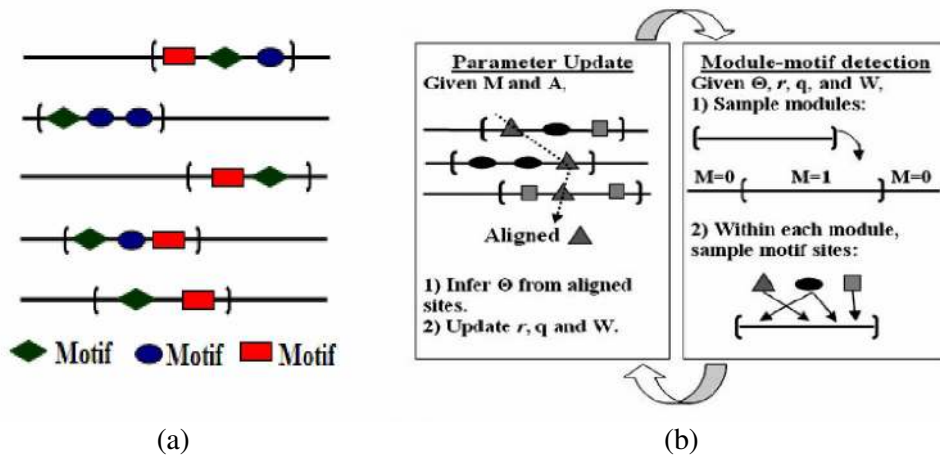 Motif Motif Motif
(a)
Parameter Update
Given M and A,
Aligned
1) Infer Θ from aligned
sites.
2) Update r, q and W.
Module-motif detection
Given Θ, r, q, and W,
1) Sample modules:
M=0 M=1 M=0
2) Within each module,
sample motif sites:
(b)